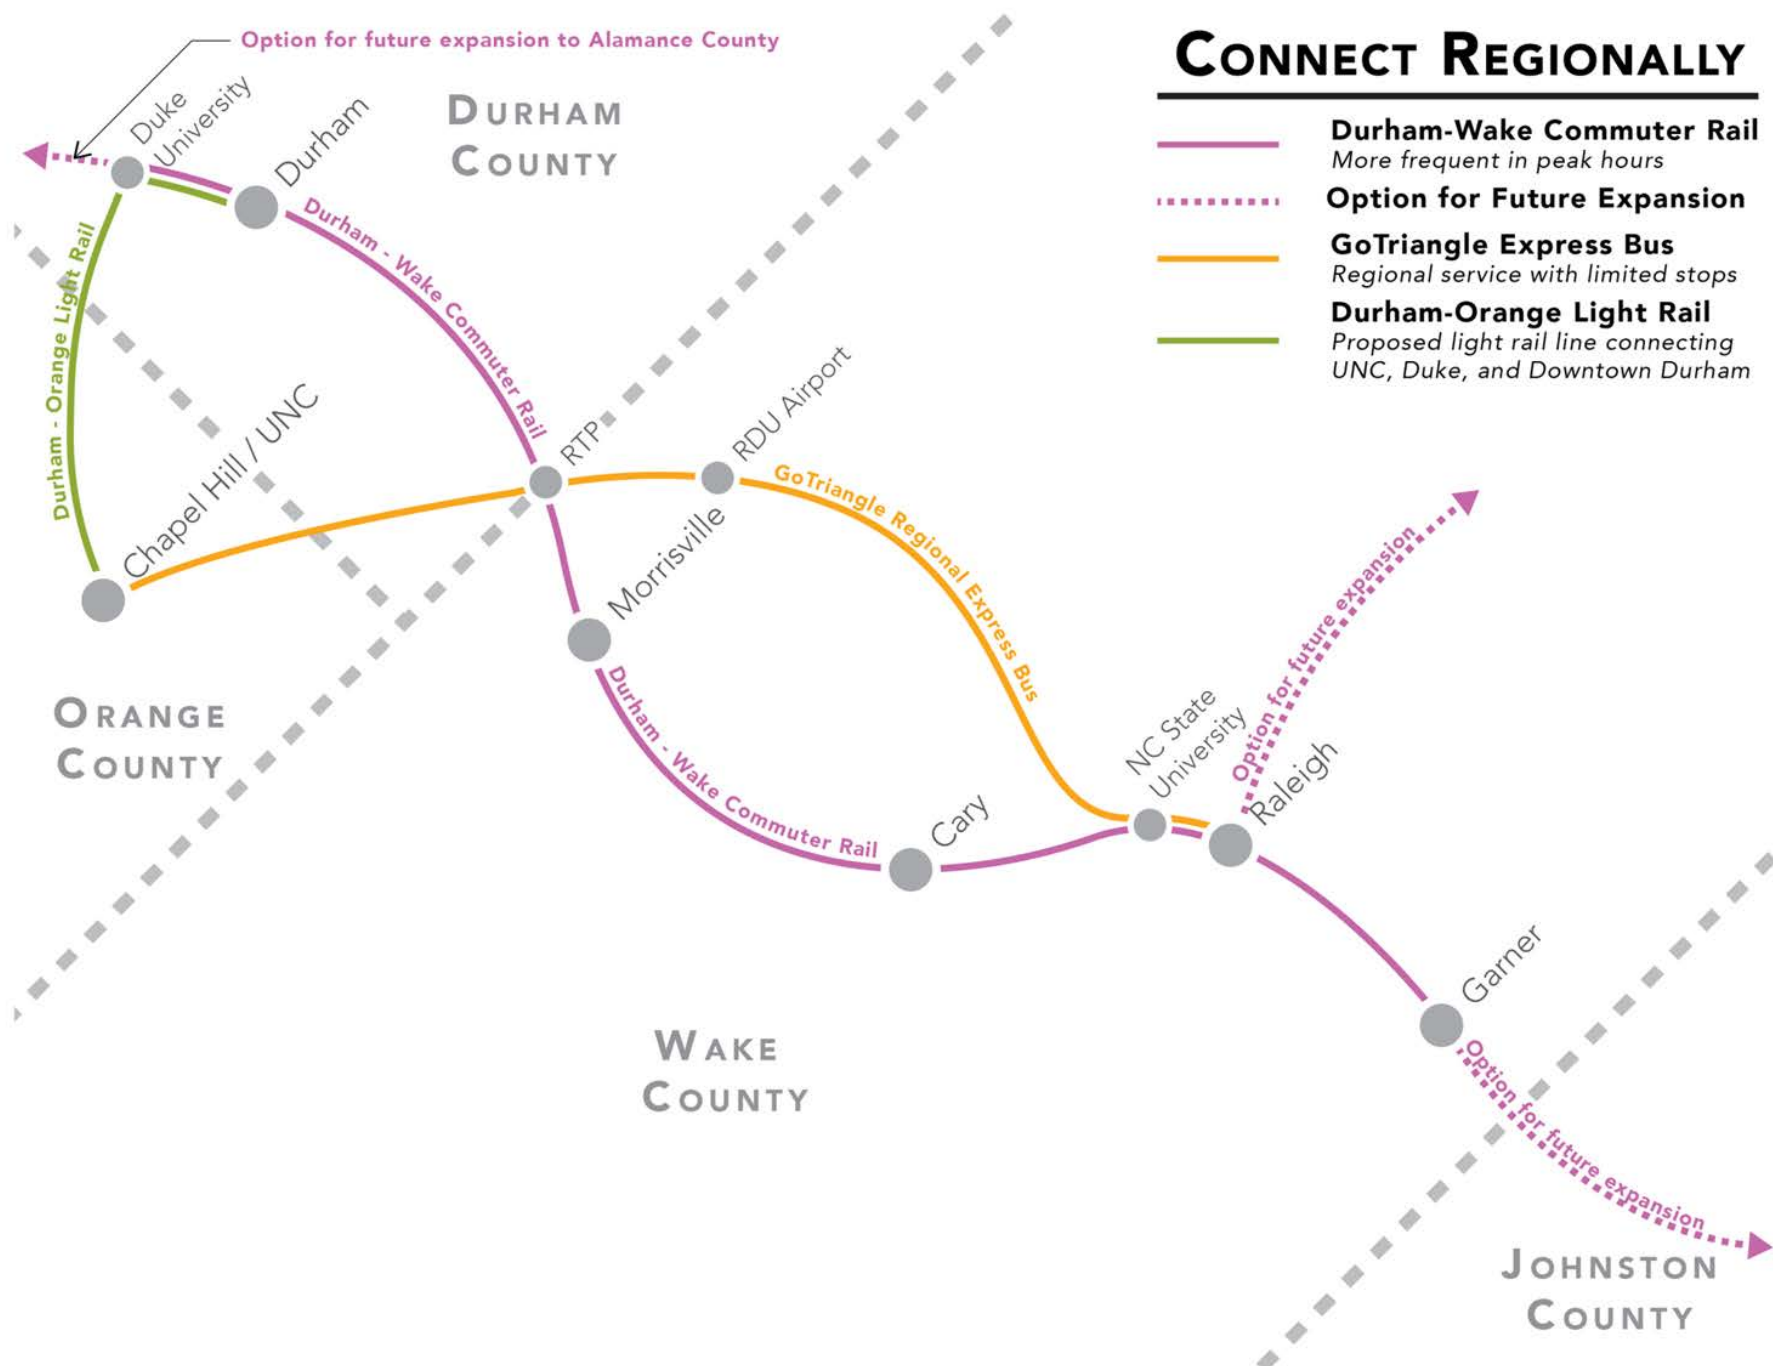 Option for future expansion to Alamance County
CONNECT REGIONALLY
Durham-Wake Commuter Rail
More frequent in peak hours
Option for Future Expansion
GoTriangle Express Bus
Regional service with limited stops
Durham-Orange Light Rail
Proposed light rail line connecting
UNC, Duke, and Downtown Durham
Duke
University
Durham
DURHAM
COUNTY
Durham - Wake Commuter Rail
Durham - Orange Light Rail
Chapel Hill / UNC
RTP
RDU Airport
GoTriangle Regional Express Bus
Morrisville
Option for future expansion
ORANGE
COUNTY
Durham - Wake Commuter Rail
Cary
NC State
University
Raleigh
Garner
WAKE
COUNTY
Option for future expansion
JOHNSTON
COUNTY